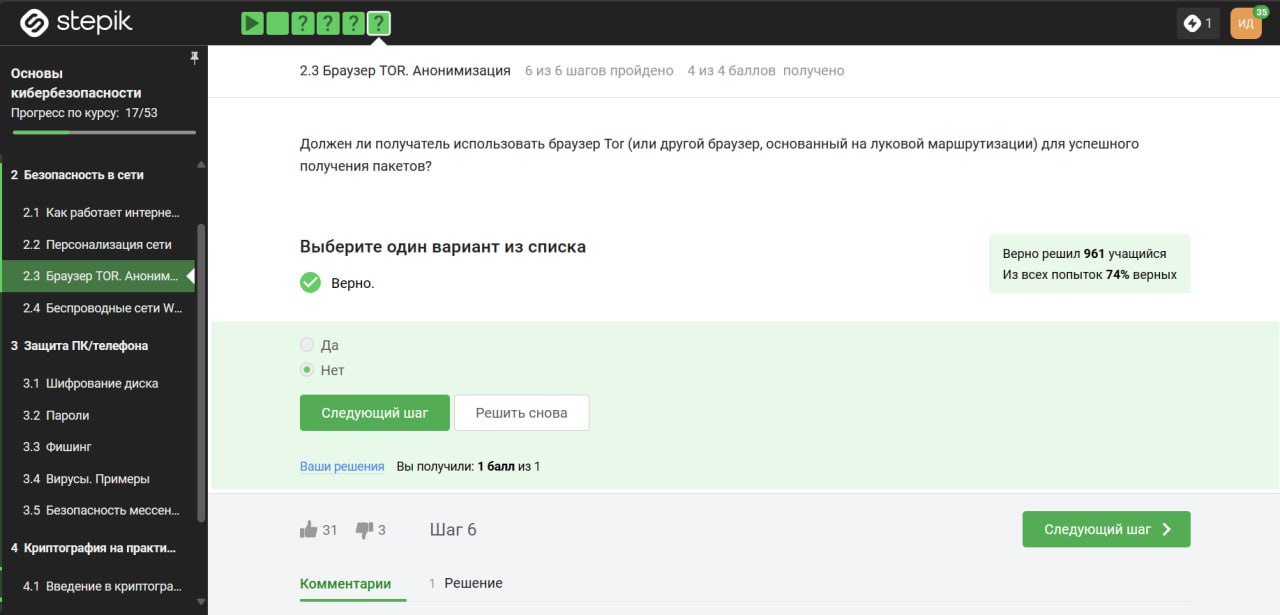 stepik
? ? ? ?
1
ИД
35
Основы
кибербезопасности
Прогресс по курсу: 17/53
2 Безопасность в сети
2.1 Как работает интерне...
2.2 Персонализация сети
2.3 Браузер TOR. Аноним...
2.4 Беспроводные сети W...
3 Защита ПК/телефона
3.1 Шифрование диска
3.2 Пароли
3.3 Фишинг
3.4 Вирусы. Примеры
3.5 Безопасность мессен...
4 Криптография на практи...
4.1 Введение в криптогра...
2.3 Браузер TOR. Анонимизация 6 из 6 шагов пройдено 4 из 4 баллов получено
Должен ли получатель использовать браузер Tor (или другой браузер, основанный на луковой маршрутизации) для успешного
получения пакетов?
Выберите один вариант из списка
Верно.
Верно решил 961 учащийся
Из всех попыток 74% верных
Да
Нет
Следующий шаг Решить снова
Ваши решения Вы получили: 1 балл из 1
31 3 Шаг 6
Следующий шаг
Комментарии 1 Решение